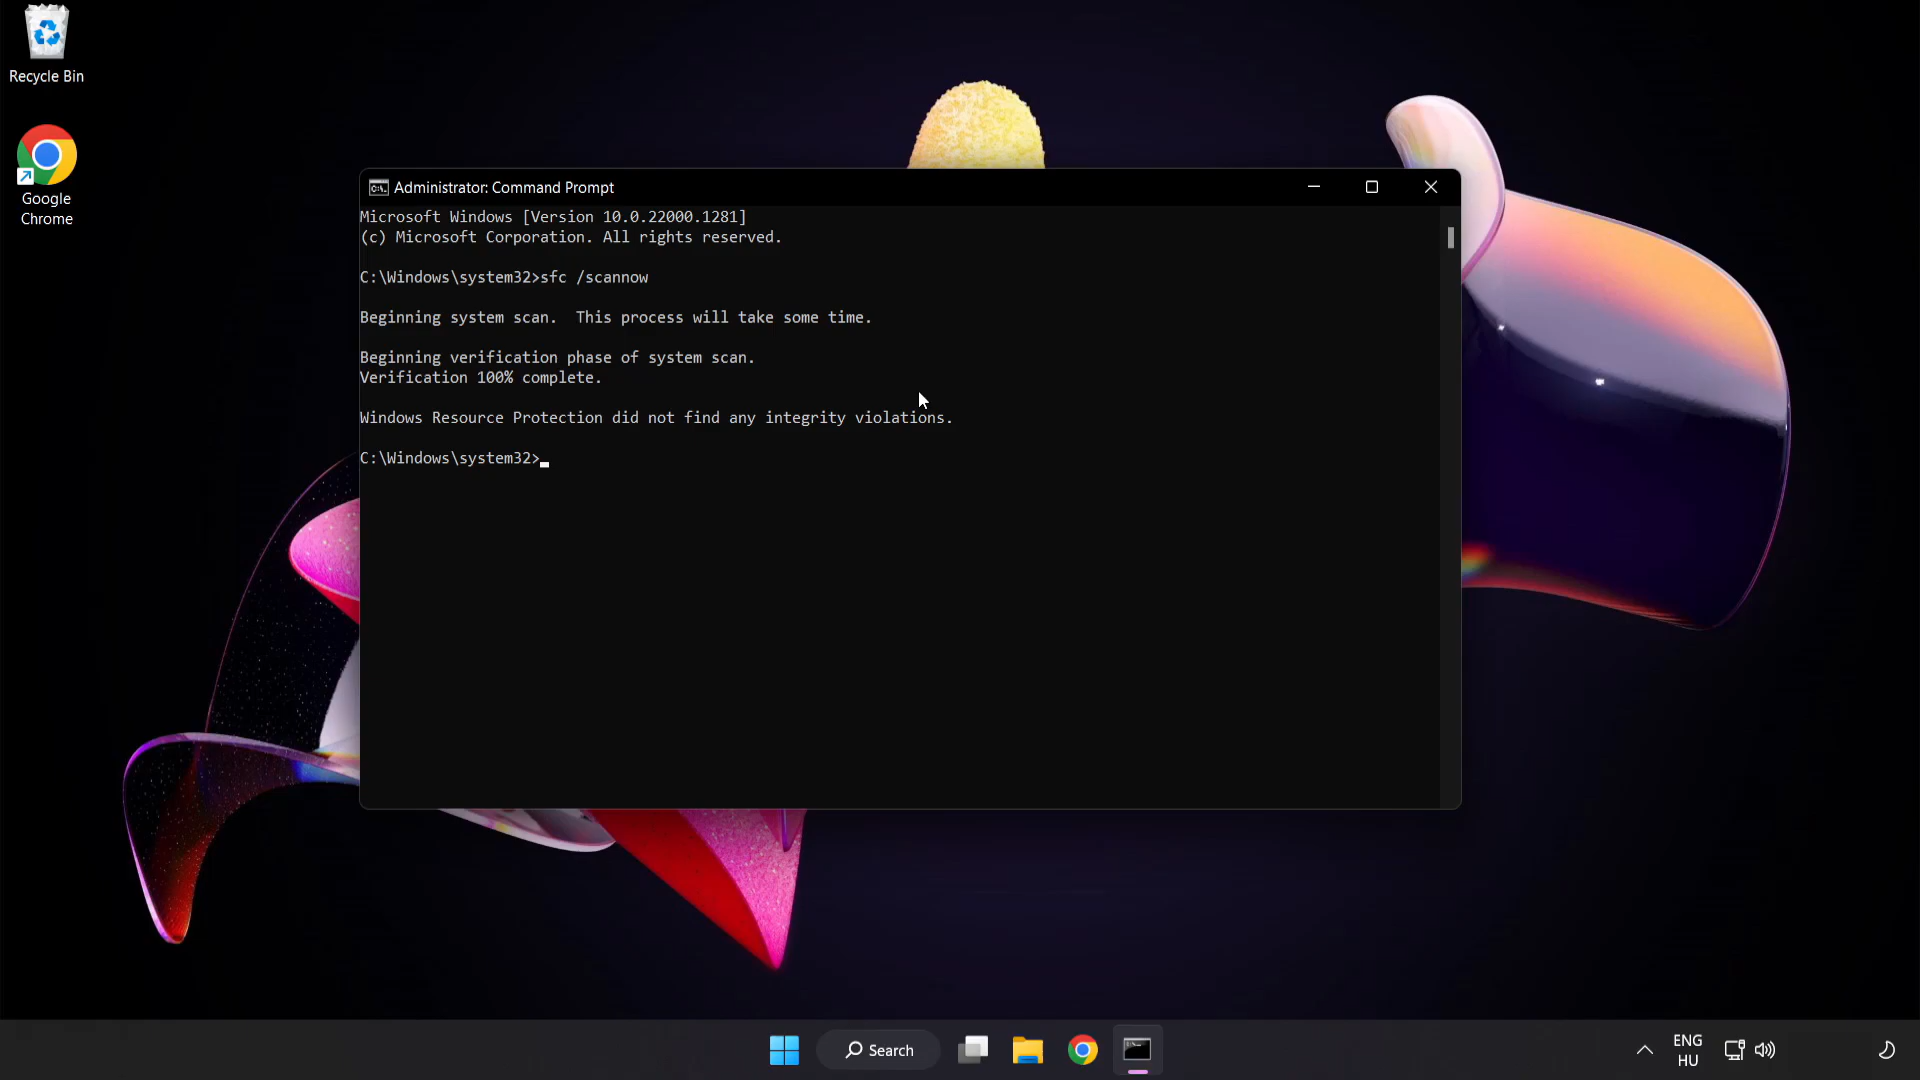 Recycle Bin
Google
Chrome
Administrator: Command Prompt
Microsoft Windows [Version 10.0.22000.1281]
(c) Microsoft Corporation. All rights reserved.
C:\Windows\system32>sfc /scannow
Beginning system scan.  This process will take some time.
Beginning verification phase of system scan.
Verification 100% complete.
Windows Resource Protection did not find any integrity violations.
C:\Windows\system32>
Search
ENG
HU